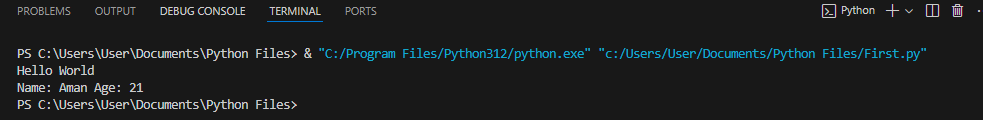 PROBLEMS OUTPUT DEBUG CONSOLE TERMINAL PORTS Python
PS C:\Users\User\Documents\Python Files> & "C:/Program Files/Python312/python.exe" "c:/Users/User/Documents/Python Files/First.py"
Hello World
Name: Aman Age: 21
PS C:\Users\User\Documents\Python Files>